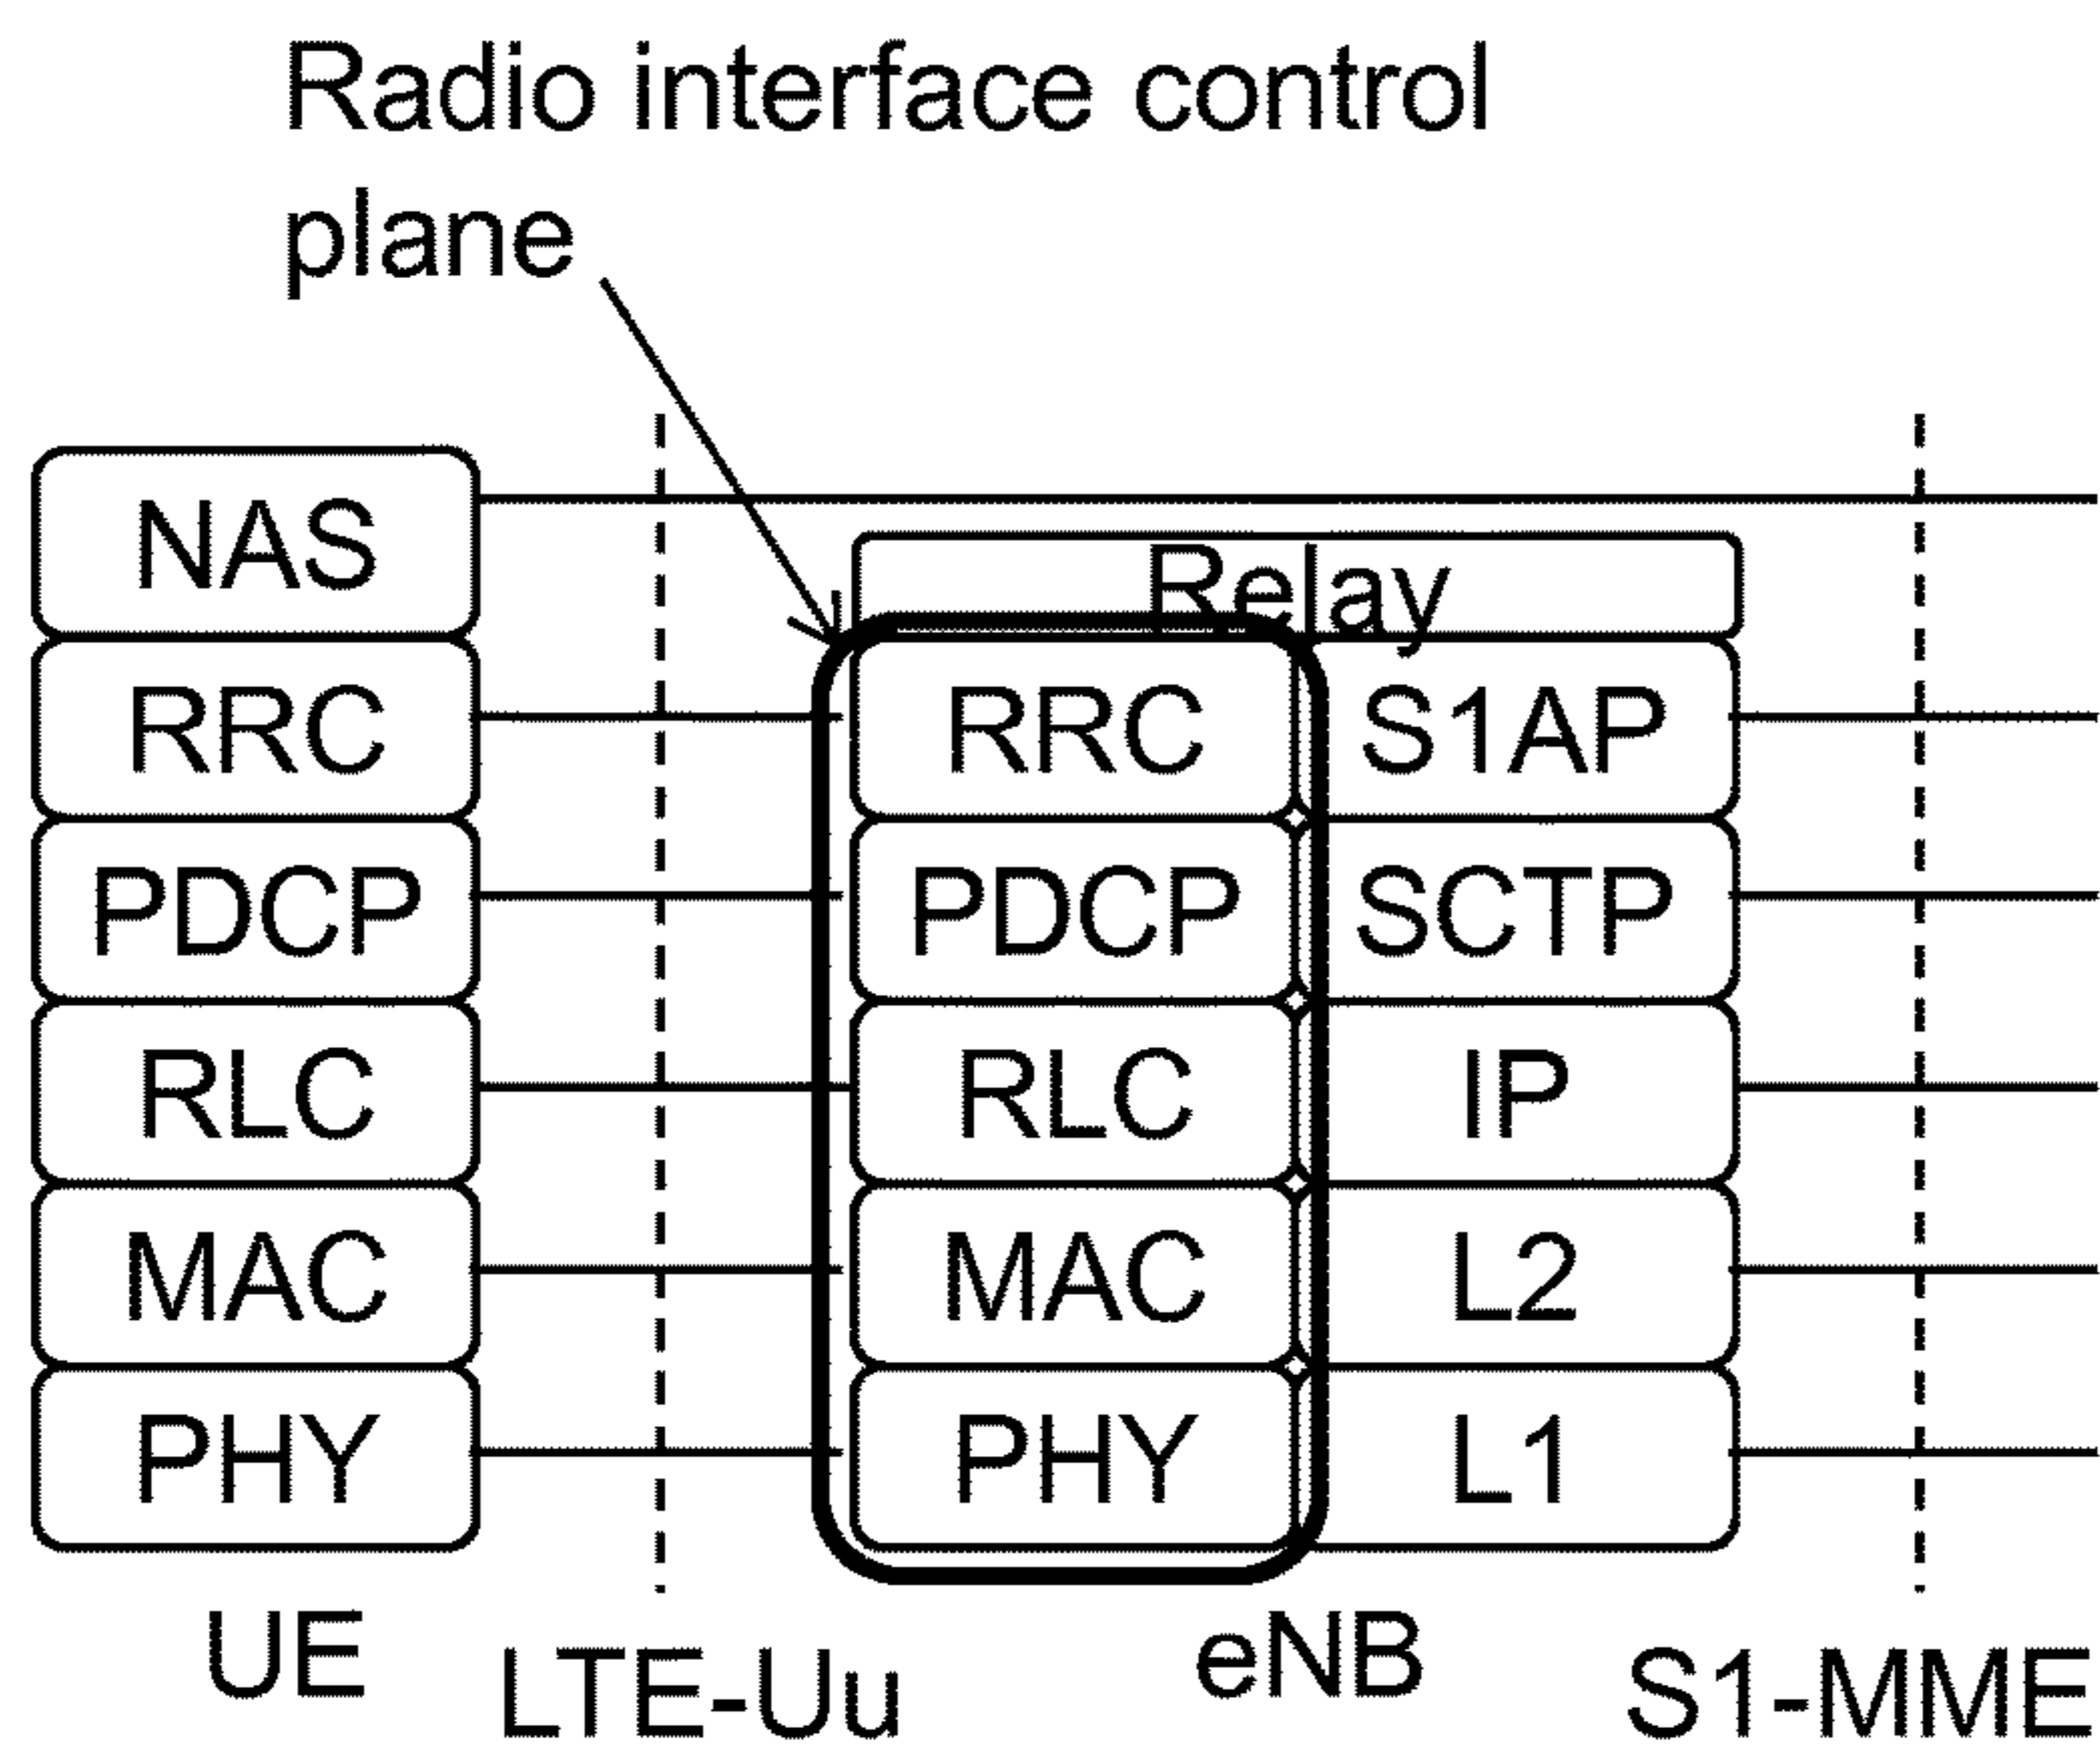 Radio interface control
plane
NAS
Relay
RRC
RRC
S1AP
PDCP
PDCP
SCTP
RLC
RLC
IP
MAC
MAC
L2
PHY
PHY
L1
UE
LTE-Uu
eNB
S1-MME